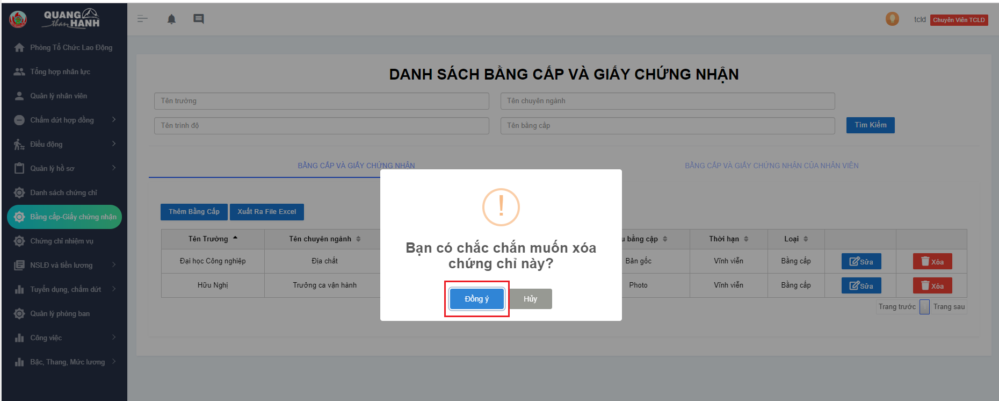 QUANG
than HANH
tcld
Chuyên Viên TCLD
Phòng Tổ Chức Lao Động
Tổng hợp nhân lực
Quản lý nhân viên
Chấm dứt hợp đồng
Điều động
Quản lý hồ sơ
Danh sách chứng chỉ
Bằng cấp-Giấy chứng nhận
Chứng chỉ nhiệm vụ
NSLĐ và tiền lương
Tuyển dụng, chấm dứt
Quản lý phòng ban
Công việc
Bậc, Thang, Mức lương
DANH SÁCH BẰNG CẤP VÀ GIẤY CHỨNG NHẬN
Tên trường
Tên chuyên ngành
Tên trình độ
Tên bằng cấp
Tìm Kiếm
BẰNG CẤP VÀ GIẤY CHỨNG NHẬN
BẰNG CẤP VÀ GIẤY CHỨNG NHẬN CỦA NHÂN VIÊN
Thêm Bằng Cấp
Xuất Ra File Excel
Tên Trường
Tên chuyên ngành
u bằng cấp
Thời hạn
Loại
Đại học Công nghiệp
Địa chất
Bản gốc
Vĩnh viễn
Bằng cấp
Sửa
Xóa
Hữu Nghị
Trưởng ca vận hành
Photo
Vĩnh viễn
Bằng cấp
Sửa
Xóa
Trang trước
Trang sau
!
Bạn có chắc chắn muốn xóa
chứng chỉ này?
Đồng ý
Hủy